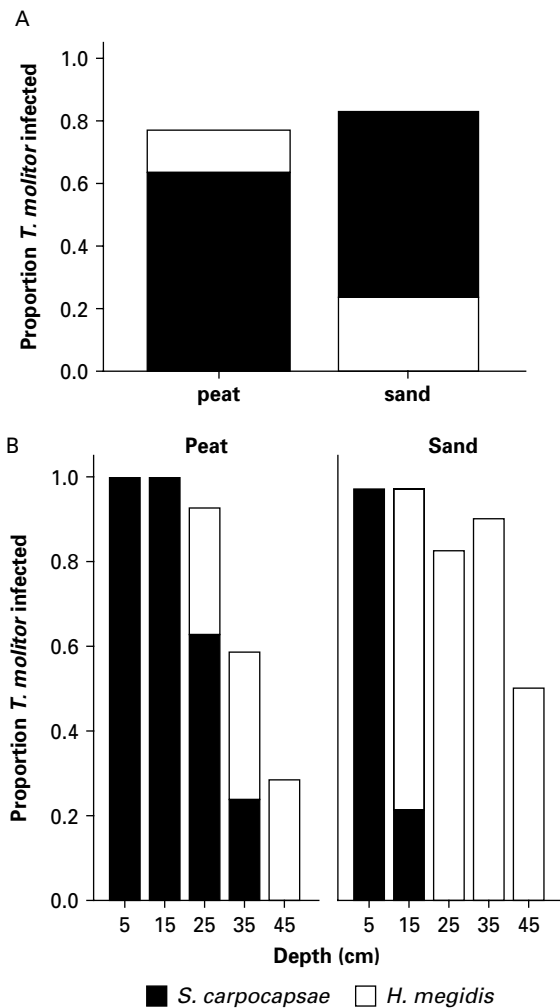 A
Proportion T. molitor infected
1.0
0.8
0.6
0.4
0.2
0.0
peat sand
B
Peat Sand
Proportion T. molitor infected
1.0
0.8
0.6
0.4
0.2
0.0
5 15 25 35 45 5 15 25 35 45
Depth (cm)
S. carpocapsae H. megidis